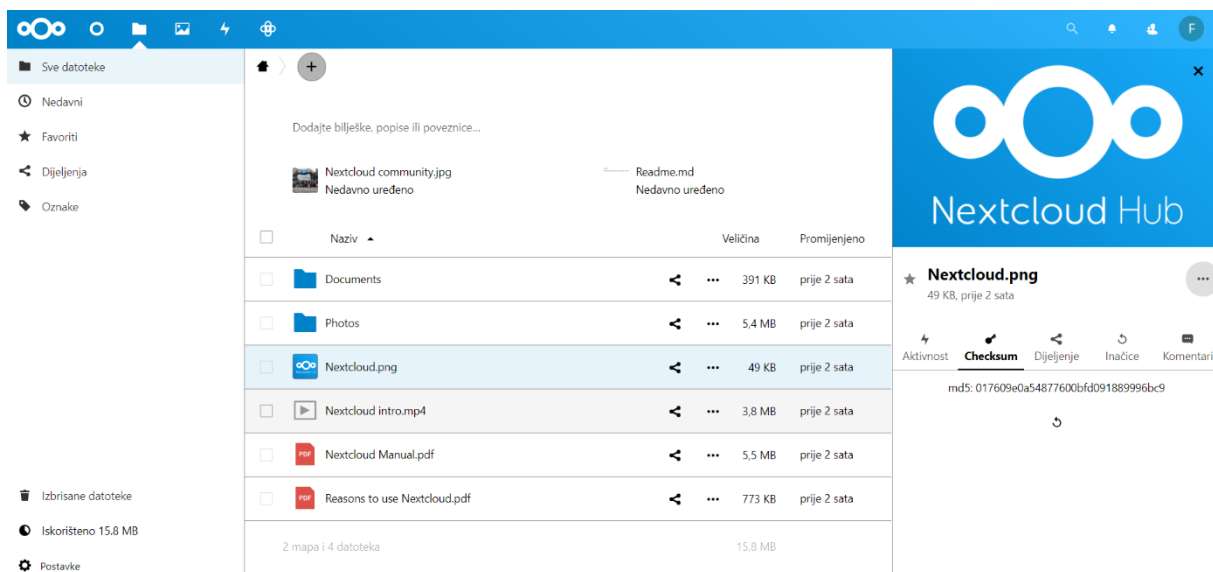 F
Sve datoteke
Nedavni
Favoriti
Dijeljenja
Oznake
Izbrisane datoteke
Iskorišteno 15.8 MB
Postavke
Dodajte bilješke, popise ili poveznice...
Nextcloud community.jpg
Nedavno uređeno
Readme.md
Nedavno uređeno
Naziv Veličina Promijenjeno
Documents 391 KB prije 2 sata
Photos 5,4 MB prije 2 sata
Nextcloud.png 49 KB prije 2 sata
Nextcloud intro.mp4 3,8 MB prije 2 sata
PDF Nextcloud Manual.pdf 5,5 MB prije 2 sata
PDF Reasons to use Nextcloud.pdf 773 KB prije 2 sata
2 mapa i 4 datoteka 15,8 MB
Nextcloud Hub
Nextcloud.png
49 KB, prije 2 sata
Aktivnost Checksum Dijeljenje Inačice Komentari
md5: 017609e0a54877600bfd091889996bc9